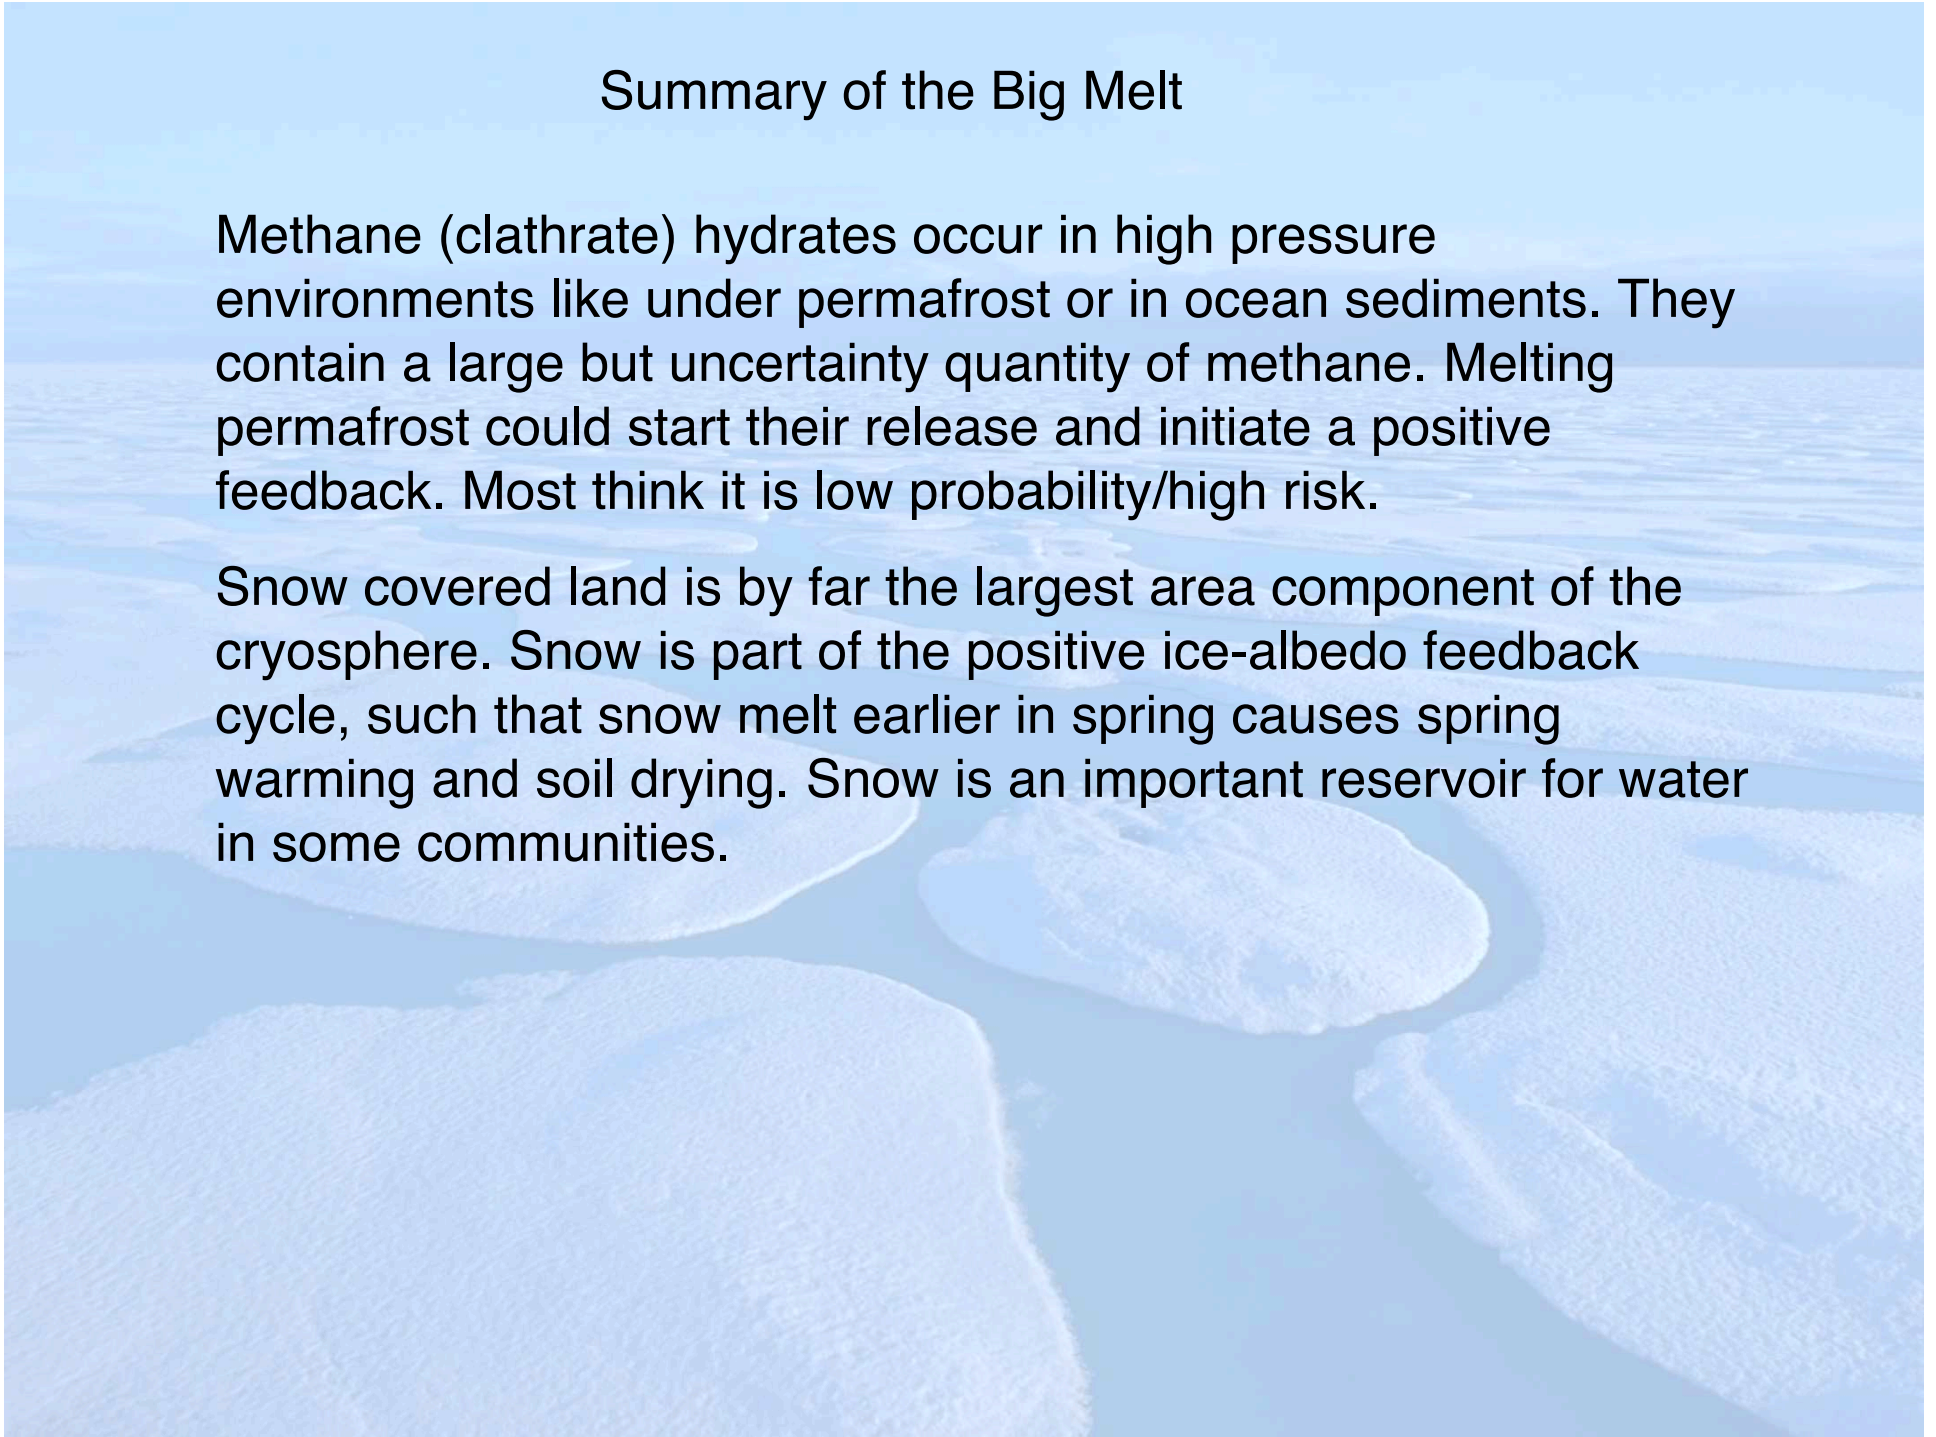 Summary of the Big Melt
Methane (clathrate) hydrates occur in high pressure
environments like under permafrost or in ocean sediments. They
contain a large but uncertainty quantity of methane. Melting
permafrost could start their release and initiate a positive
feedback. Most think it is low probability/high risk.
Snow covered land is by far the largest area component of the
cryosphere. Snow is part of the positive ice-albedo feedback
cycle, such that snow melt earlier in spring causes spring
warming and soil drying. Snow is an important reservoir for water
in some communities.